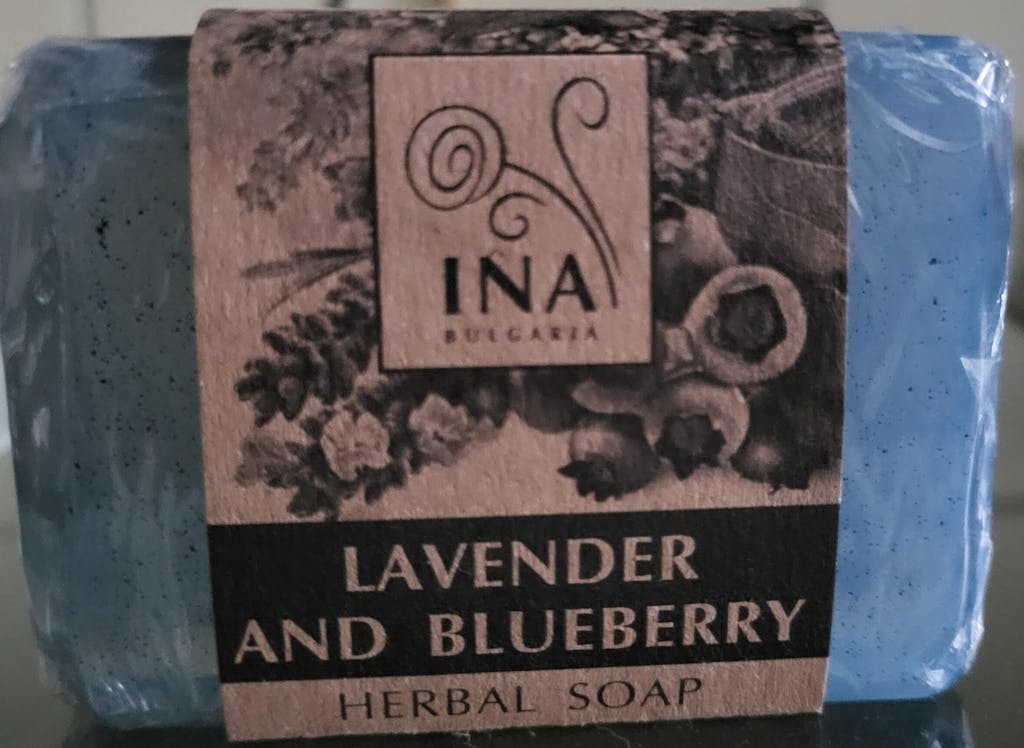 INA
BULGARIA
LAVENDER
AND BLUEBERRY
HERBAL SOAP